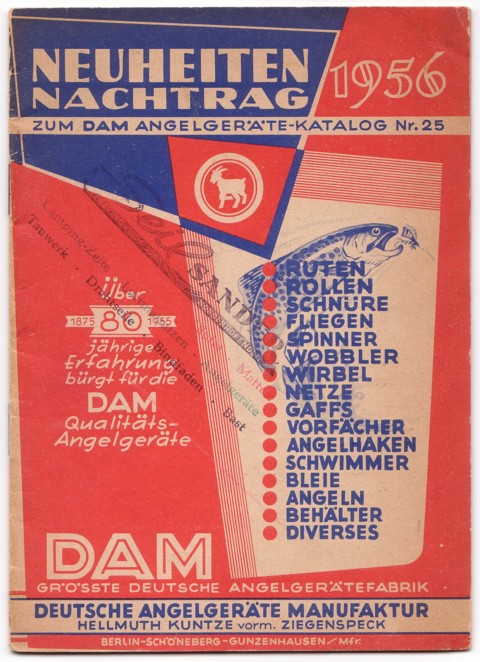 NEUHEITEN
NACHTRAG
1956
ZUM DAM ANGELGERÄTE-KATALOG Nr. 25
Seil
SAND
Camping-Zelte
Tauwerk · Drahtseile · Bindfaden · Bast
Über
1875 80 1955
jährige
Erfahrung
bürgt für die
DAM
Qualitäts-
Angelgeräte
RUTEN
ROLLEN
SCHNÜRE
FLIEGEN
SPINNER
WOBBLER
WIRBEL
NETZE
GAFFS
VORFÄCHER
ANGELHAKEN
SCHWIMMER
BLEIE
ANGELN
BEHÄLTER
DIVERSES
DAM
GRÖSSTE DEUTSCHE ANGELGERÄTEFABRIK
DEUTSCHE ANGELGERÄTE MANUFAKTUR
HELLMUTH KUNTZE vorm. ZIEGENSPECK
BERLIN-SCHÖNEBERG - GUNZENHAUSEN/Mfr.